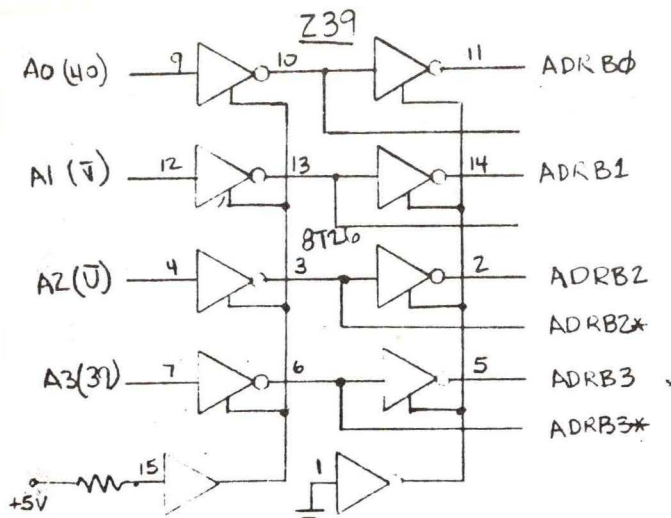 Z39
A0 (40) 9 10 11 ADRBØ
A1 (V̅) 12 13 14 ADRB1
8T26
A2 (U̅) 4 3 2 ADRB2
ADRB2*
A3 (39) 7 6 5 ADRB3
ADRB3*
15 1
+5V